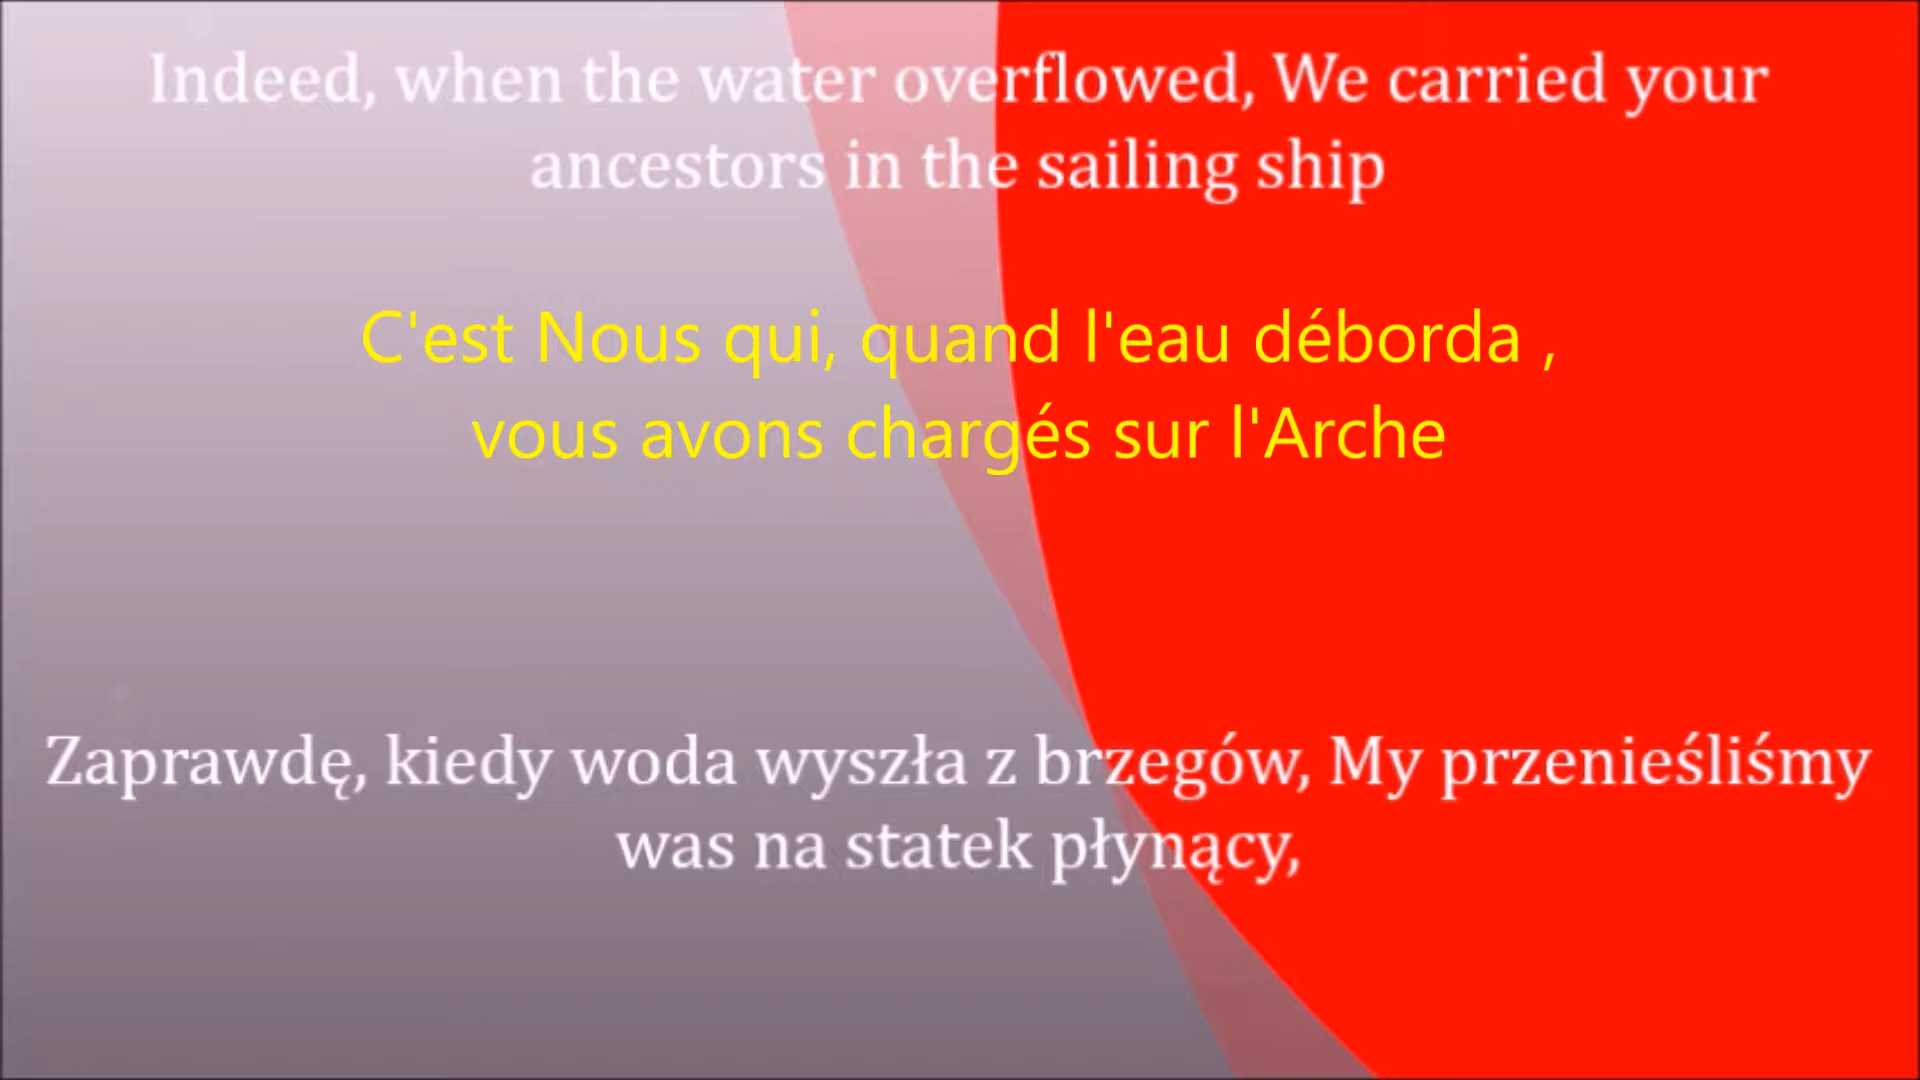 Indeed, when the water overflowed, We carried your
ancestors in the sailing ship
C'est Nous qui, quand l'eau déborda ,
vous avons chargés sur l'Arche
Zaprawdę, kiedy woda wyszła z brzegów, My przenieśliśmy
was na statek płynący,